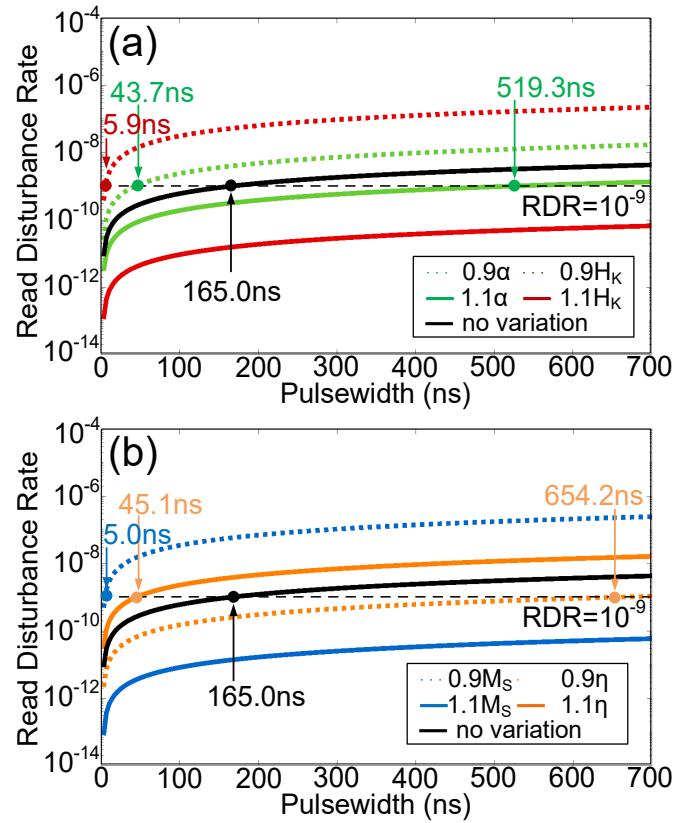 (a)
Read Disturbance Rate
10-4
10-6
10-8
10-10
10-12
10-14
43.7ns
5.9ns
519.3ns
RDR=10-9
165.0ns
0.9α 0.9HK
1.1α 1.1HK
no variation
0 100 200 300 400 500 600 700
Pulsewidth (ns)
(b)
Read Disturbance Rate
10-4
10-6
10-8
10-10
10-12
10-14
45.1ns
5.0ns
654.2ns
RDR=10-9
165.0ns
0.9MS 0.9η
1.1MS 1.1η
no variation
0 100 200 300 400 500 600 700
Pulsewidth (ns)